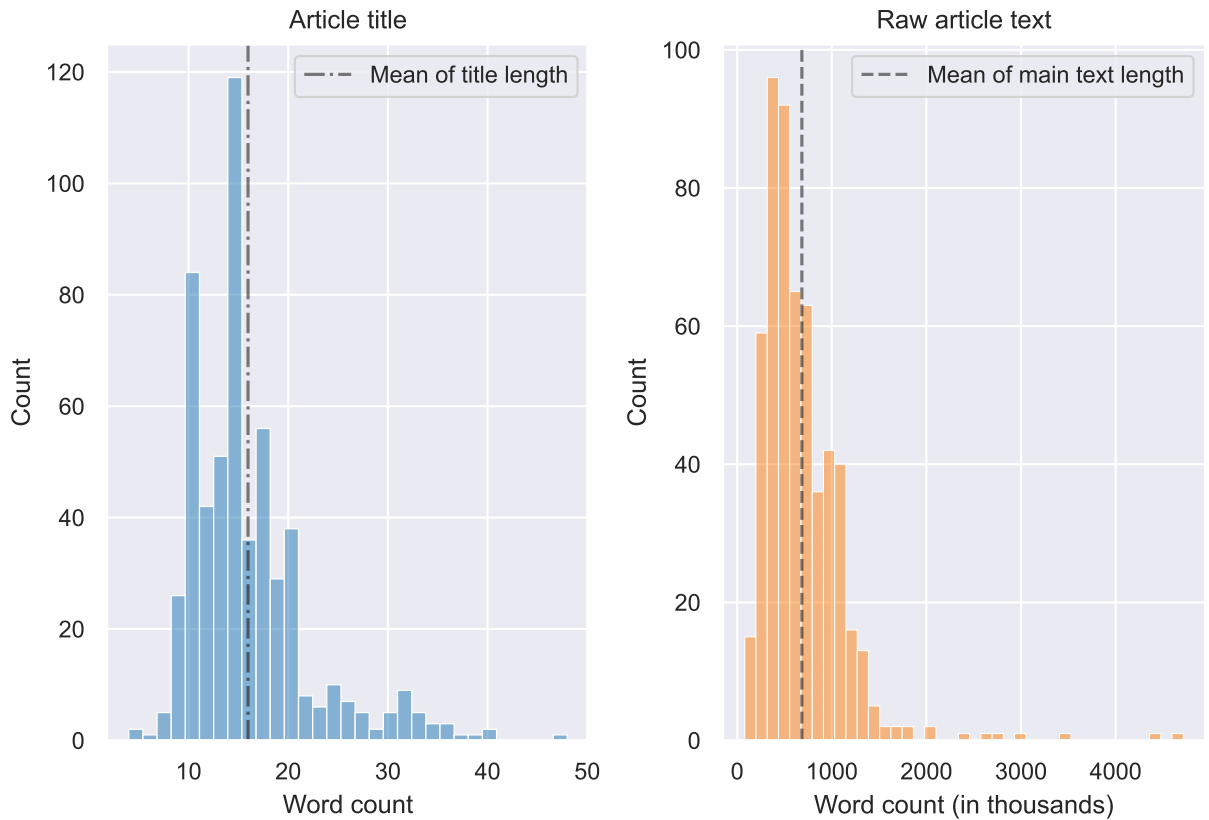 Article title
Mean of title length
120
100
80
60
40
20
0
Count
10 20 30 40 50
Word count
Raw article text
Mean of main text length
100
80
60
40
20
0
Count
0 1000 2000 3000 4000
Word count (in thousands)